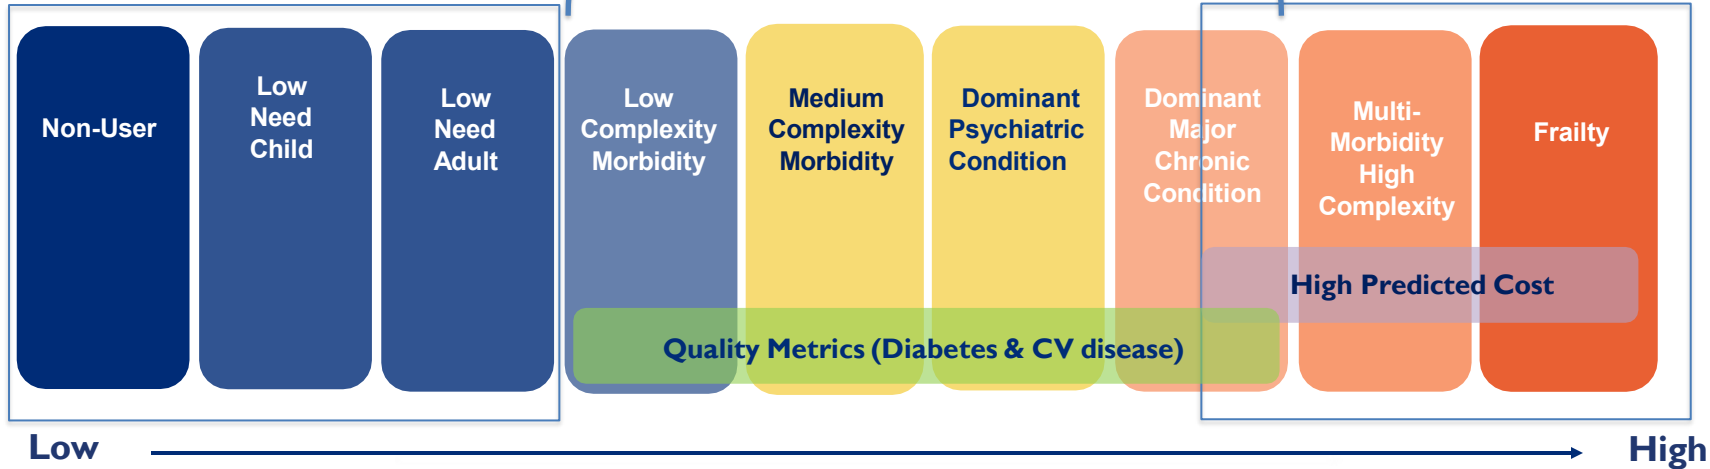 Non-User
Low
Need
Child
Low
Need
Adult
Low
Complexity
Morbidity
Medium
Complexity
Morbidity
Dominant
Psychiatric
Condition
Dominant
Major
Chronic
Condition
Multi-
Morbidity
High
Complexity
Frailty
High Predicted Cost
Quality Metrics (Diabetes & CV disease)
Low
High